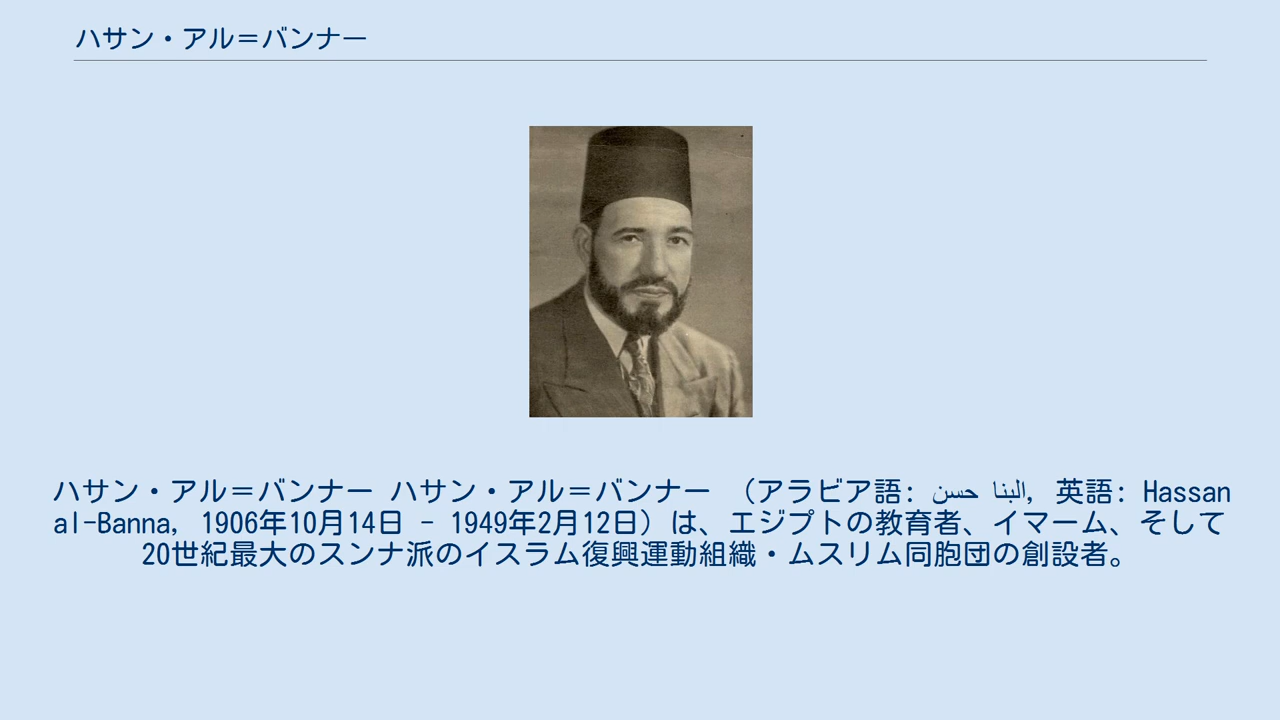 ハサン・アル＝バンナー
ハサン・アル＝バンナー ハサン・アル＝バンナー （アラビア語: حسن البنا, 英語: Hassan
al-Banna, 1906年10月14日 - 1949年2月12日）は、エジプトの教育者、イマーム、そして
20世紀最大のスンナ派のイスラム復興運動組織・ムスリム同胞団の創設者。